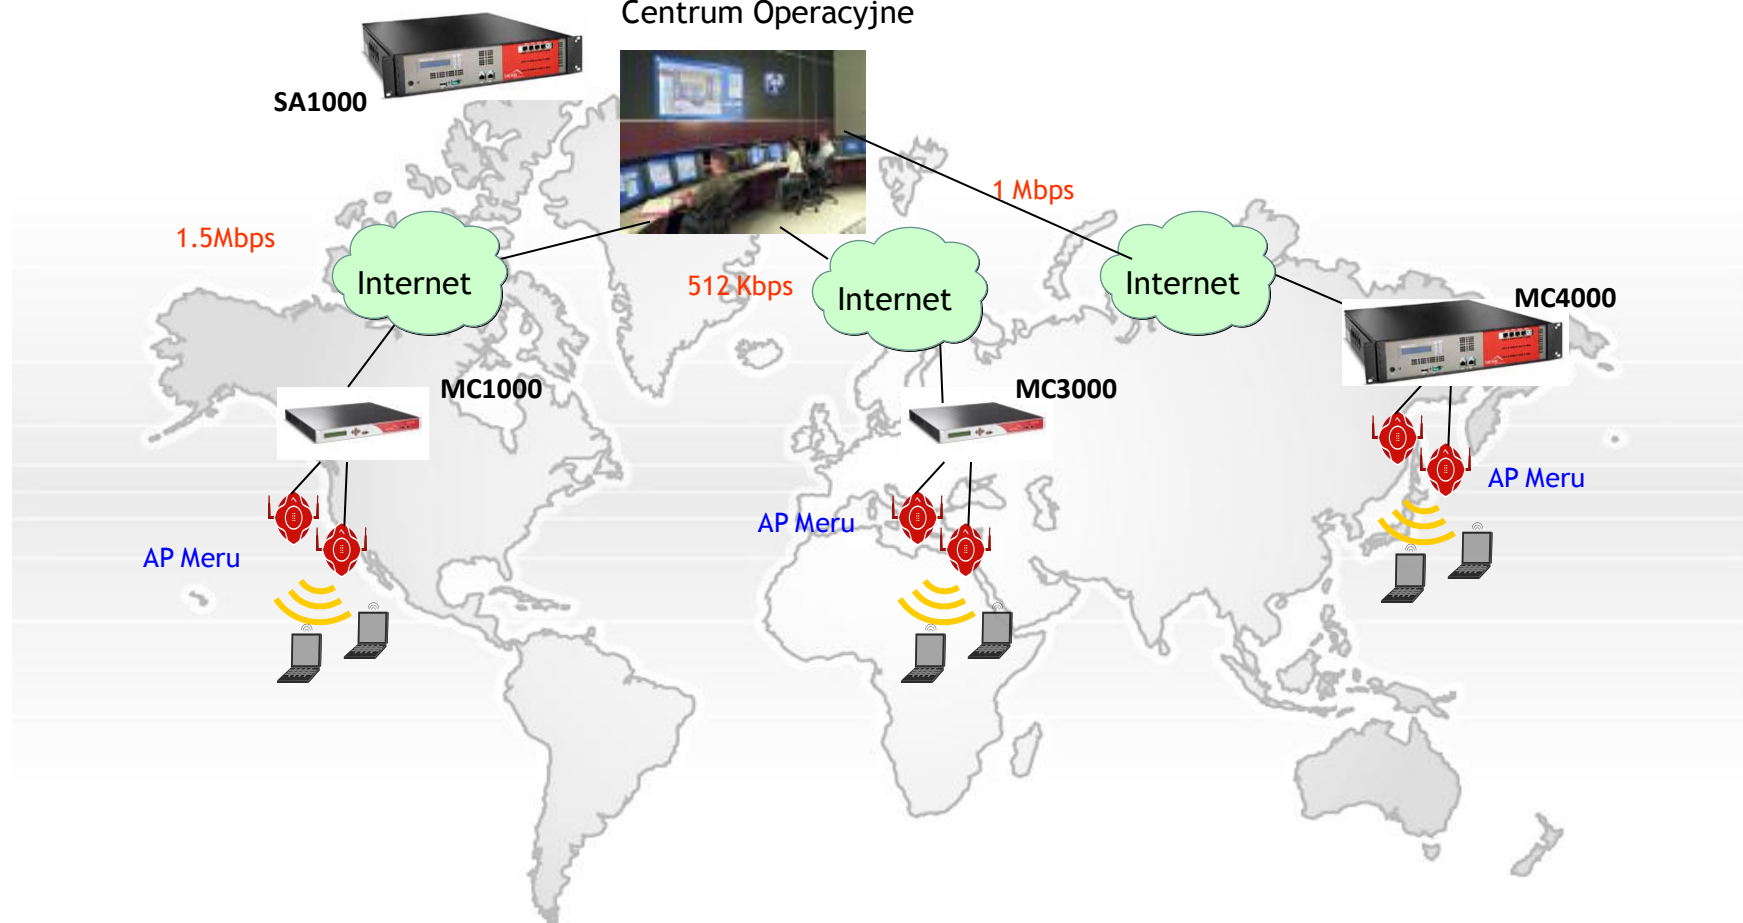 Centrum Operacyjne
SA1000
1 Mbps
1.5Mbps
Internet
512 Kbps
Internet
Internet
MC4000
MC1000
MC3000
AP Meru
AP Meru
AP Meru